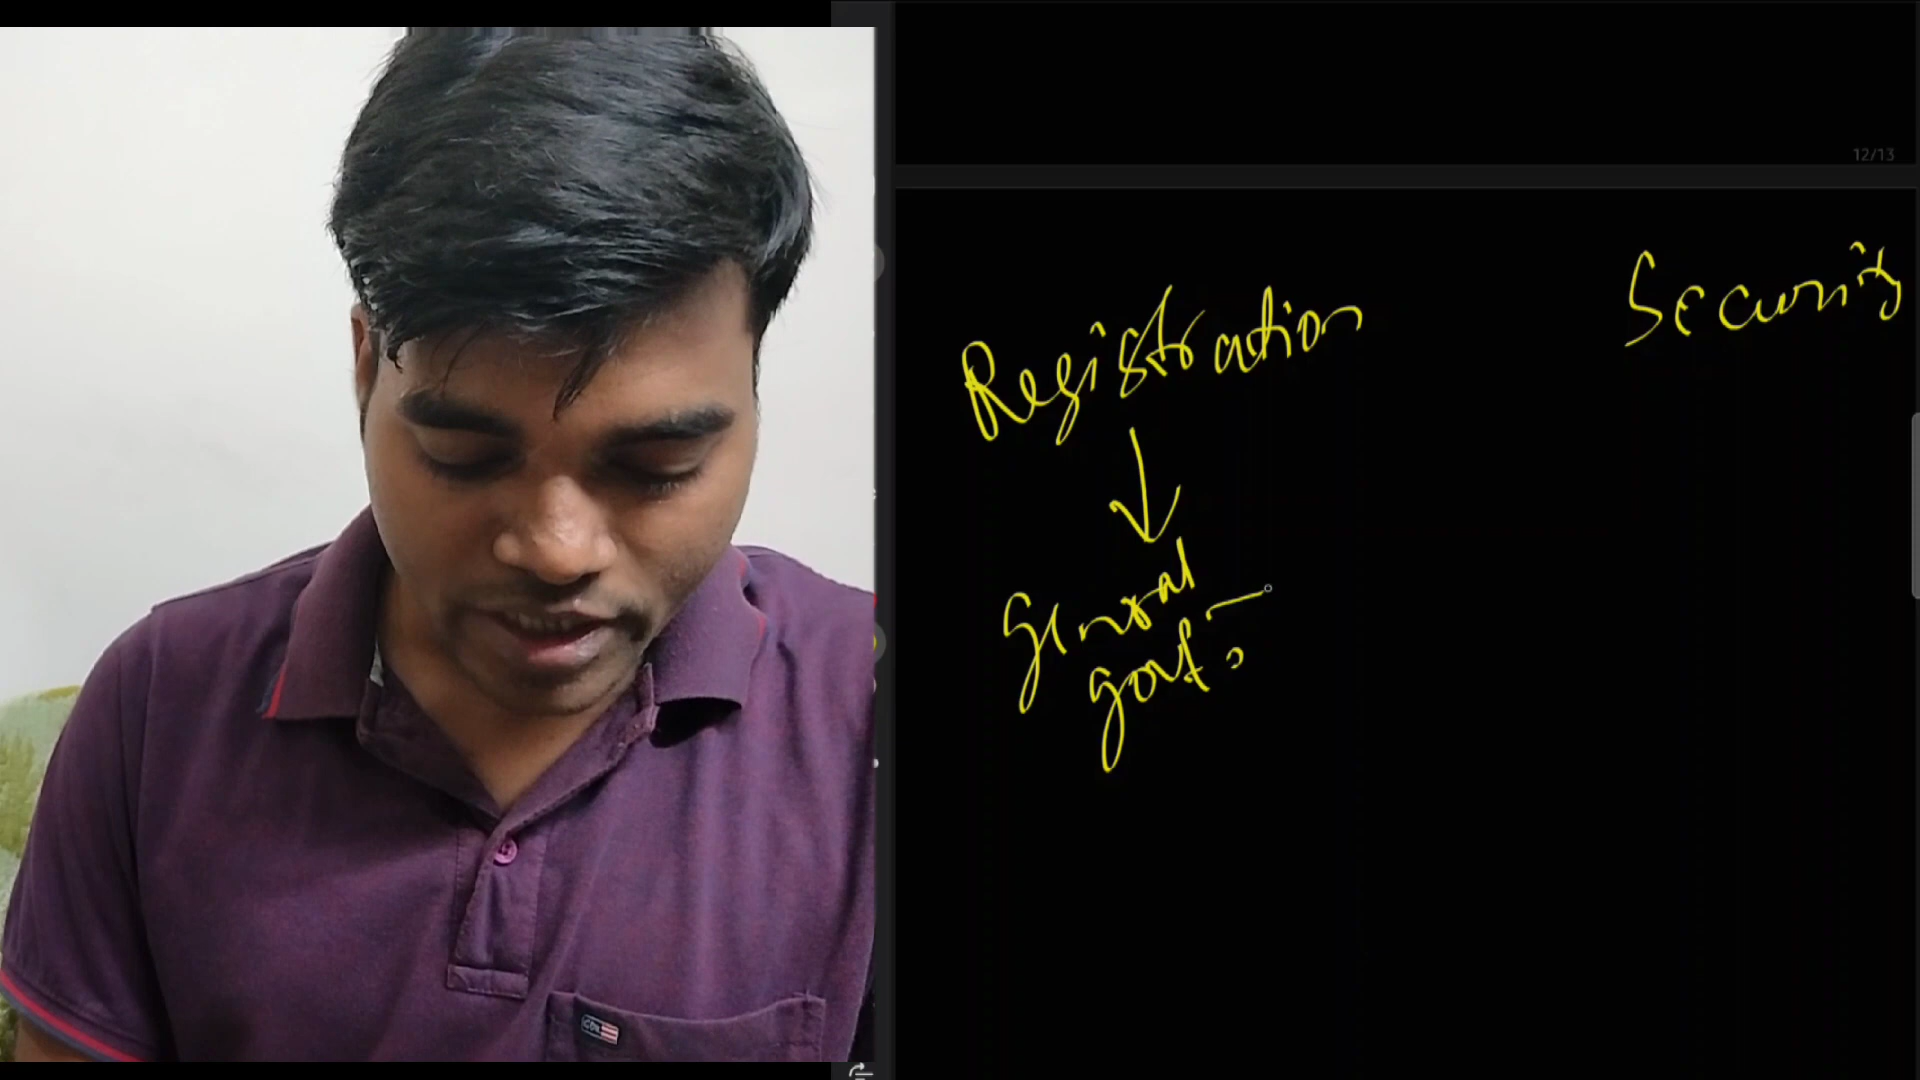 12/13
Security
Registration
General
govt.